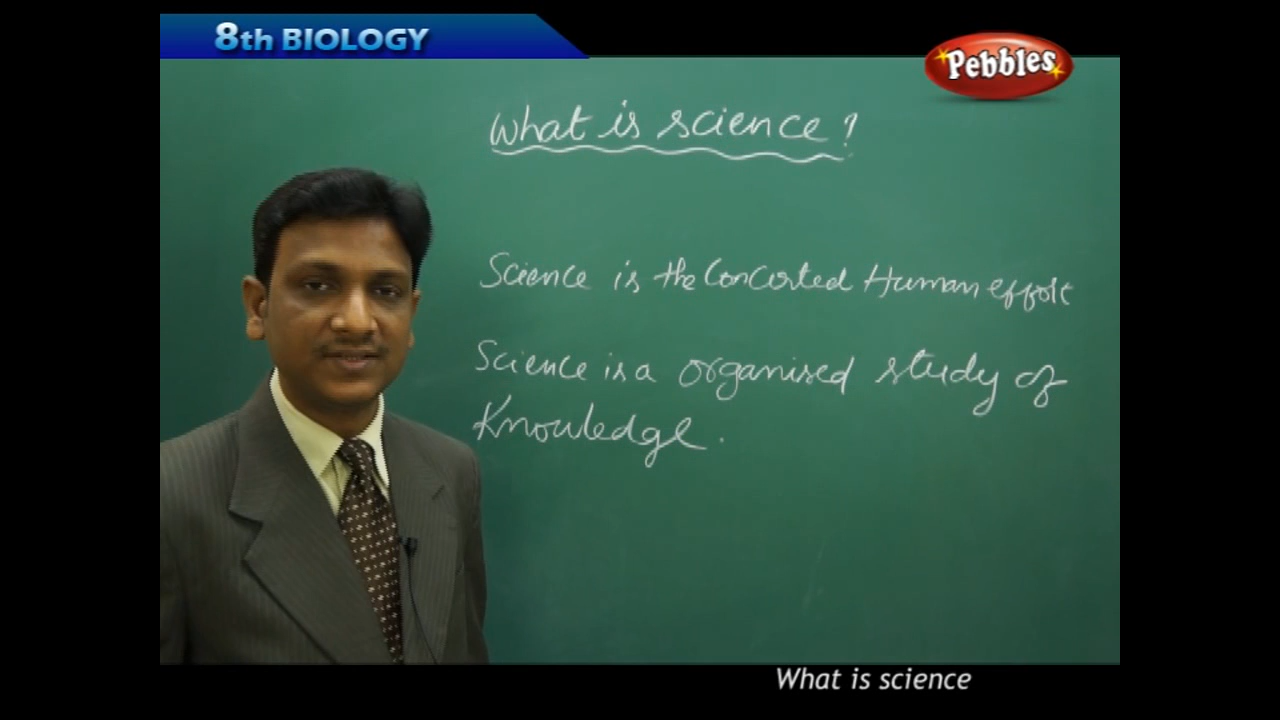 8th BIOLOGY
Pebbles
What is science?
Science is the Concerted Human effort
Science is a organised study of
Knowledge.
What is science